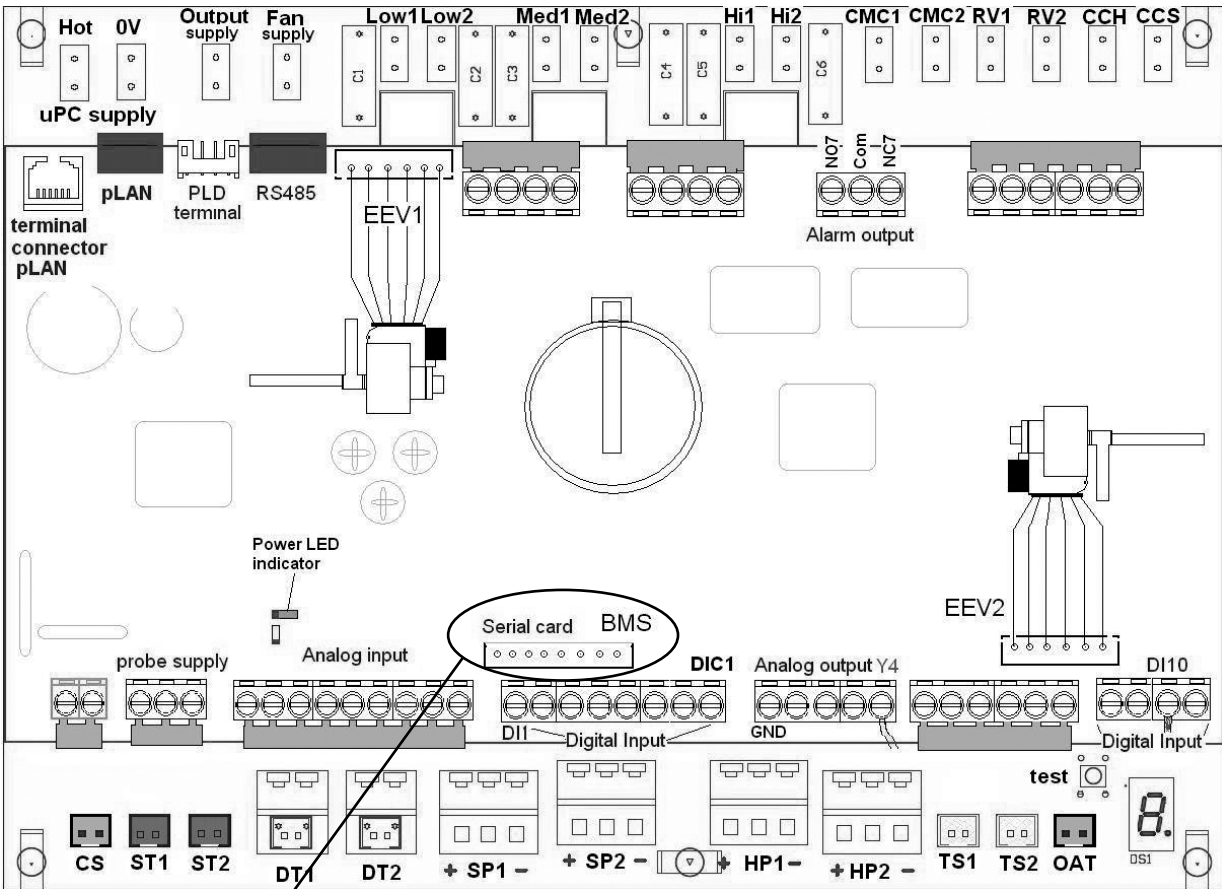 Hot 0V Output supply Fan supply Low1 Low2 Med1 Med2 Hi1 Hi2 CMC1 CMC2 RV1 RV2 CCH CCS
C1 C2 C3 C4 C5 C6
uPC supply
pLAN PLD terminal RS485
EEV1
NO7 Com NC7
Alarm output
terminal
connector
pLAN
Power LED
indicator
EEV2
Serial card BMS
probe supply Analog input DIC1 Analog output Y4 DI10
DI1 Digital Input GND Digital Input
test
8.
DS1
CS ST1 ST2 DT1 DT2 + SP1 - + SP2 - + HP1 - + HP2 - TS1 TS2 OAT